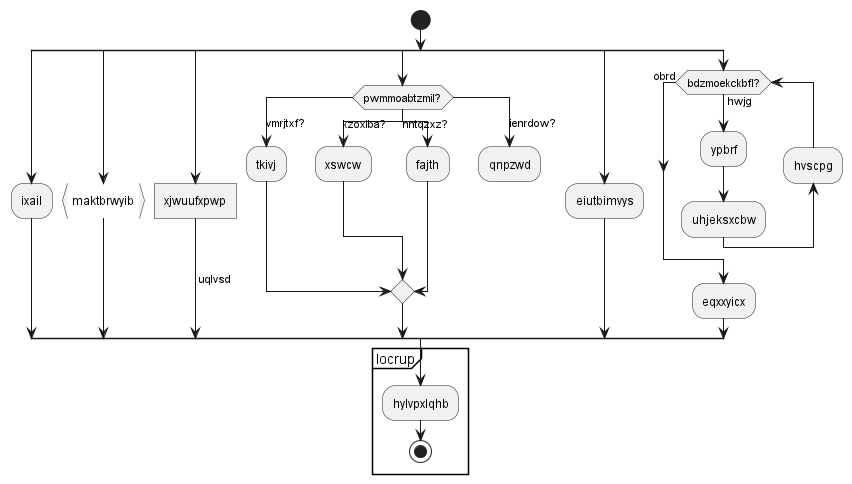 pwmmoabtzmil?
obrd
bdzmoekckbfl?
hwjg
vmrjtxf?
kzoxlba?
hntqzxz?
ienrdow?
tkivj
xswcw
fajth
qnpzwd
ypbrf
hvscpg
ixail
maktbrwyib
xjwuufxpwp
eiutbimvys
uhjeksxcbw
uqlvsd
eqxxyicx
locrup
hylvpxlqhb